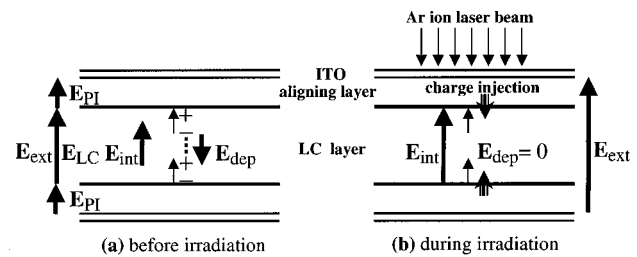 Ar ion laser beam
ITO
aligning layer
charge injection
E_PI
E_ext E_LC E_int
+
−
+
−
E_dep
LC layer
E_int
E_dep = 0
E_ext
E_PI
(a) before irradiation
(b) during irradiation